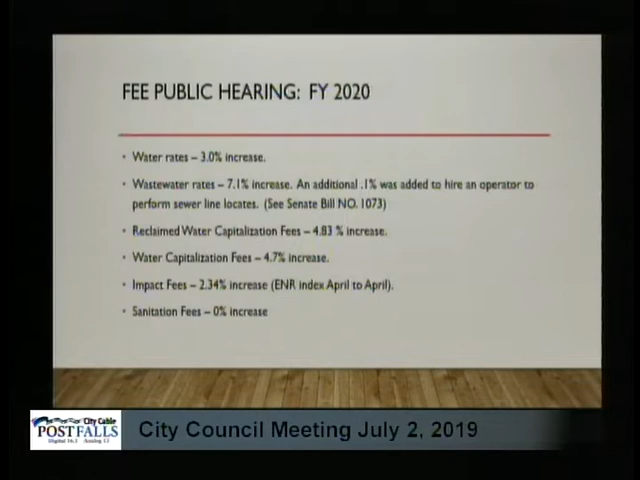 FEE PUBLIC HEARING: FY 2020
• Water rates – 3.0% increase.
• Wastewater rates – 7.1% increase. An additional .1% was added to hire an operator to
perform sewer line locates. (See Senate Bill NO. 1073)
• Reclaimed Water Capitalization Fees – 4.83 % increase.
• Water Capitalization Fees – 4.7% increase.
• Impact Fees – 2.34% increase (ENR index April to April).
• Sanitation Fees – 0% increase
City Cable
POSTFALLS
City Council Meeting July 2, 2019